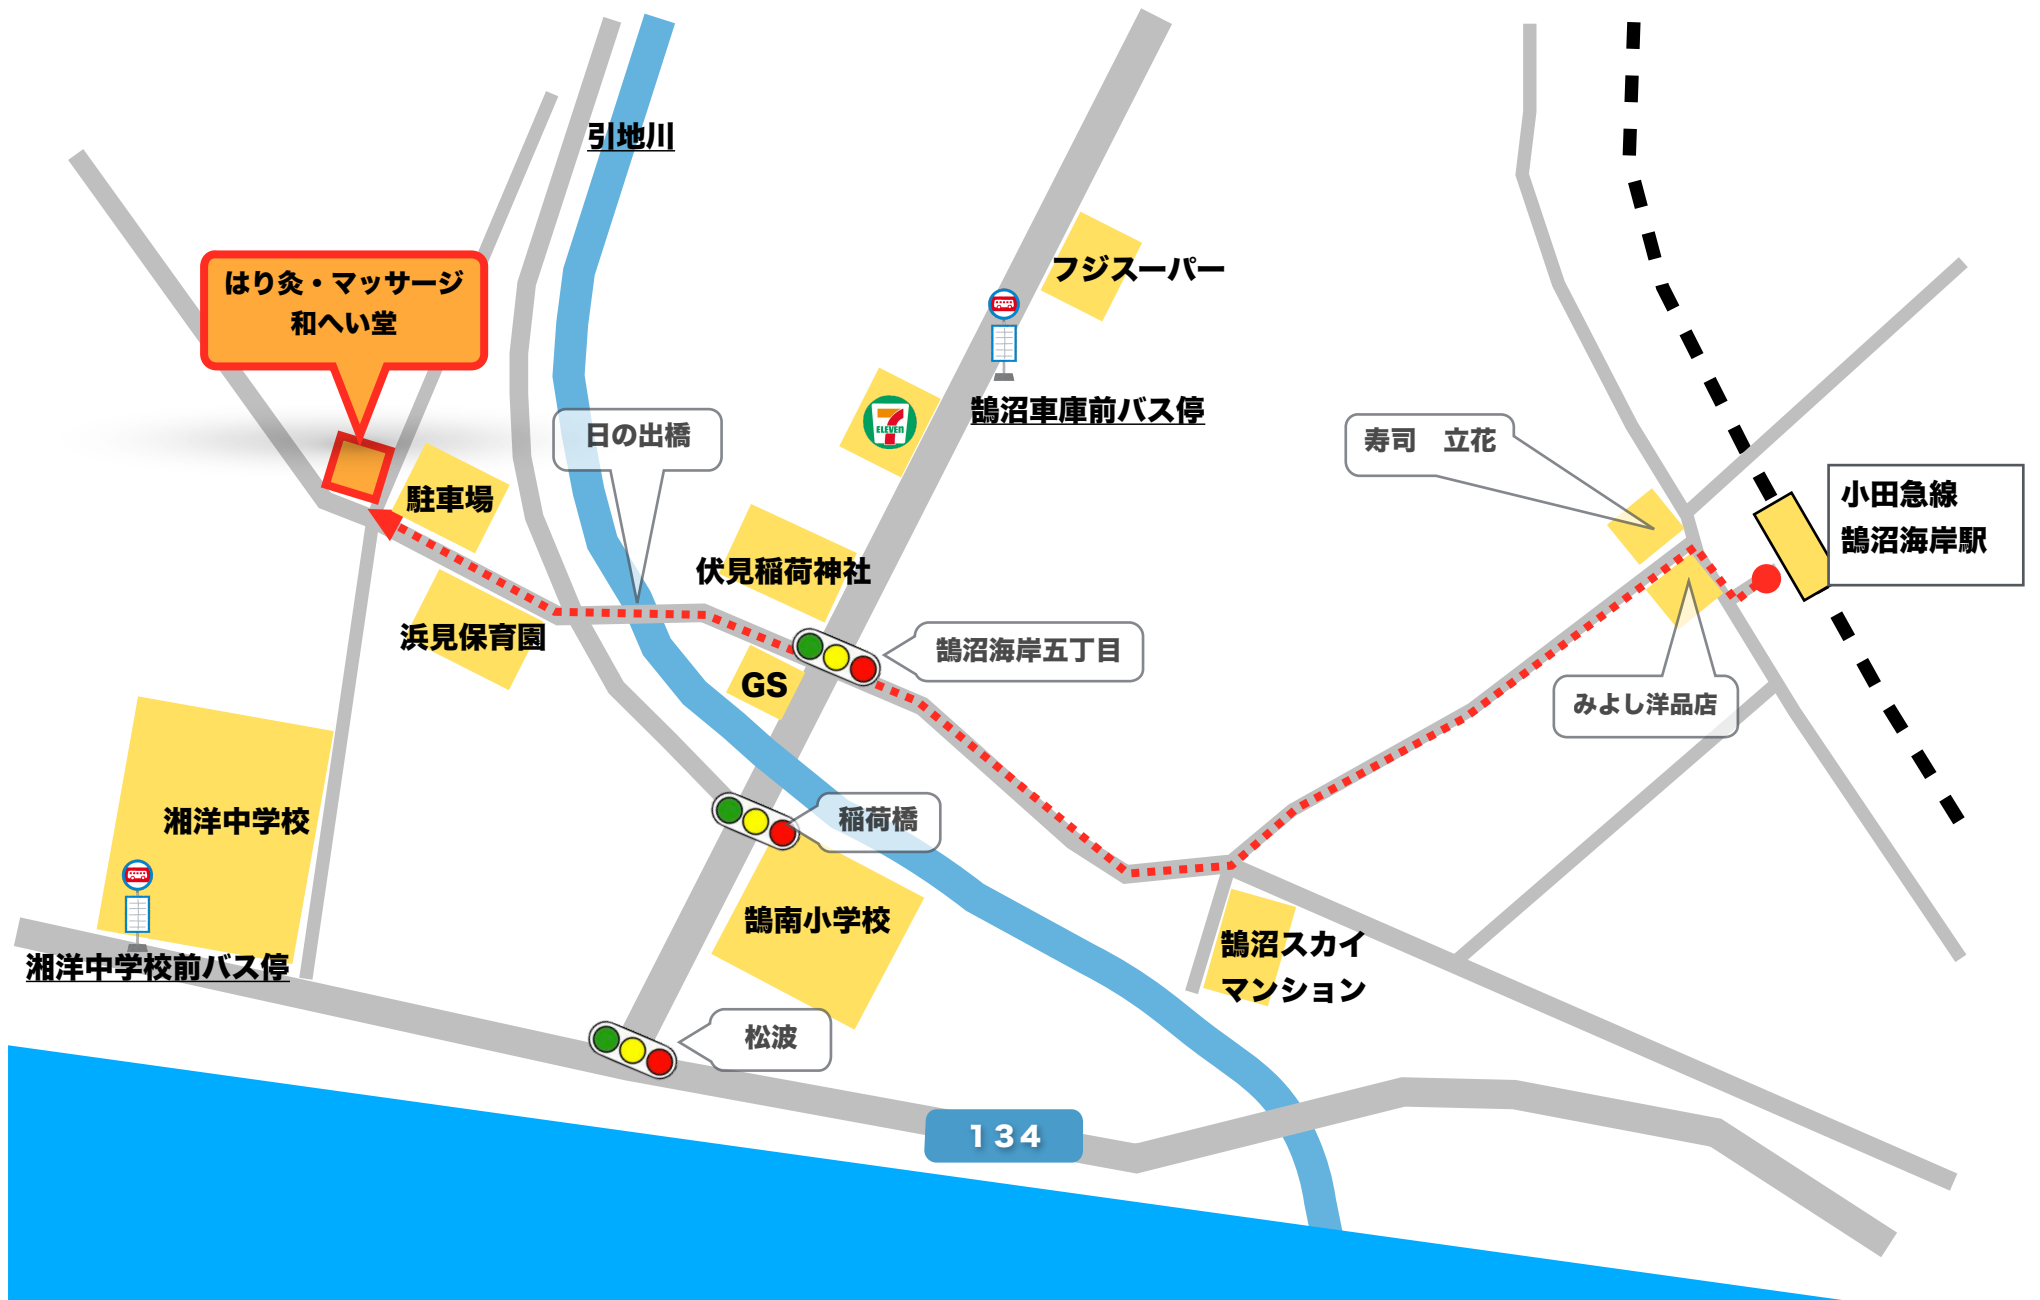 引地川
フジスーパー
はり灸・マッサージ
和へい堂
鵠沼車庫前バス停
7
ELEVEN
日の出橋
寿司　立花
駐車場
小田急線
鵠沼海岸駅
伏見稲荷神社
浜見保育園
鵠沼海岸五丁目
GS
みよし洋品店
湘洋中学校
稲荷橋
鵠南小学校
鵠沼スカイ
マンション
湘洋中学校前バス停
松波
134